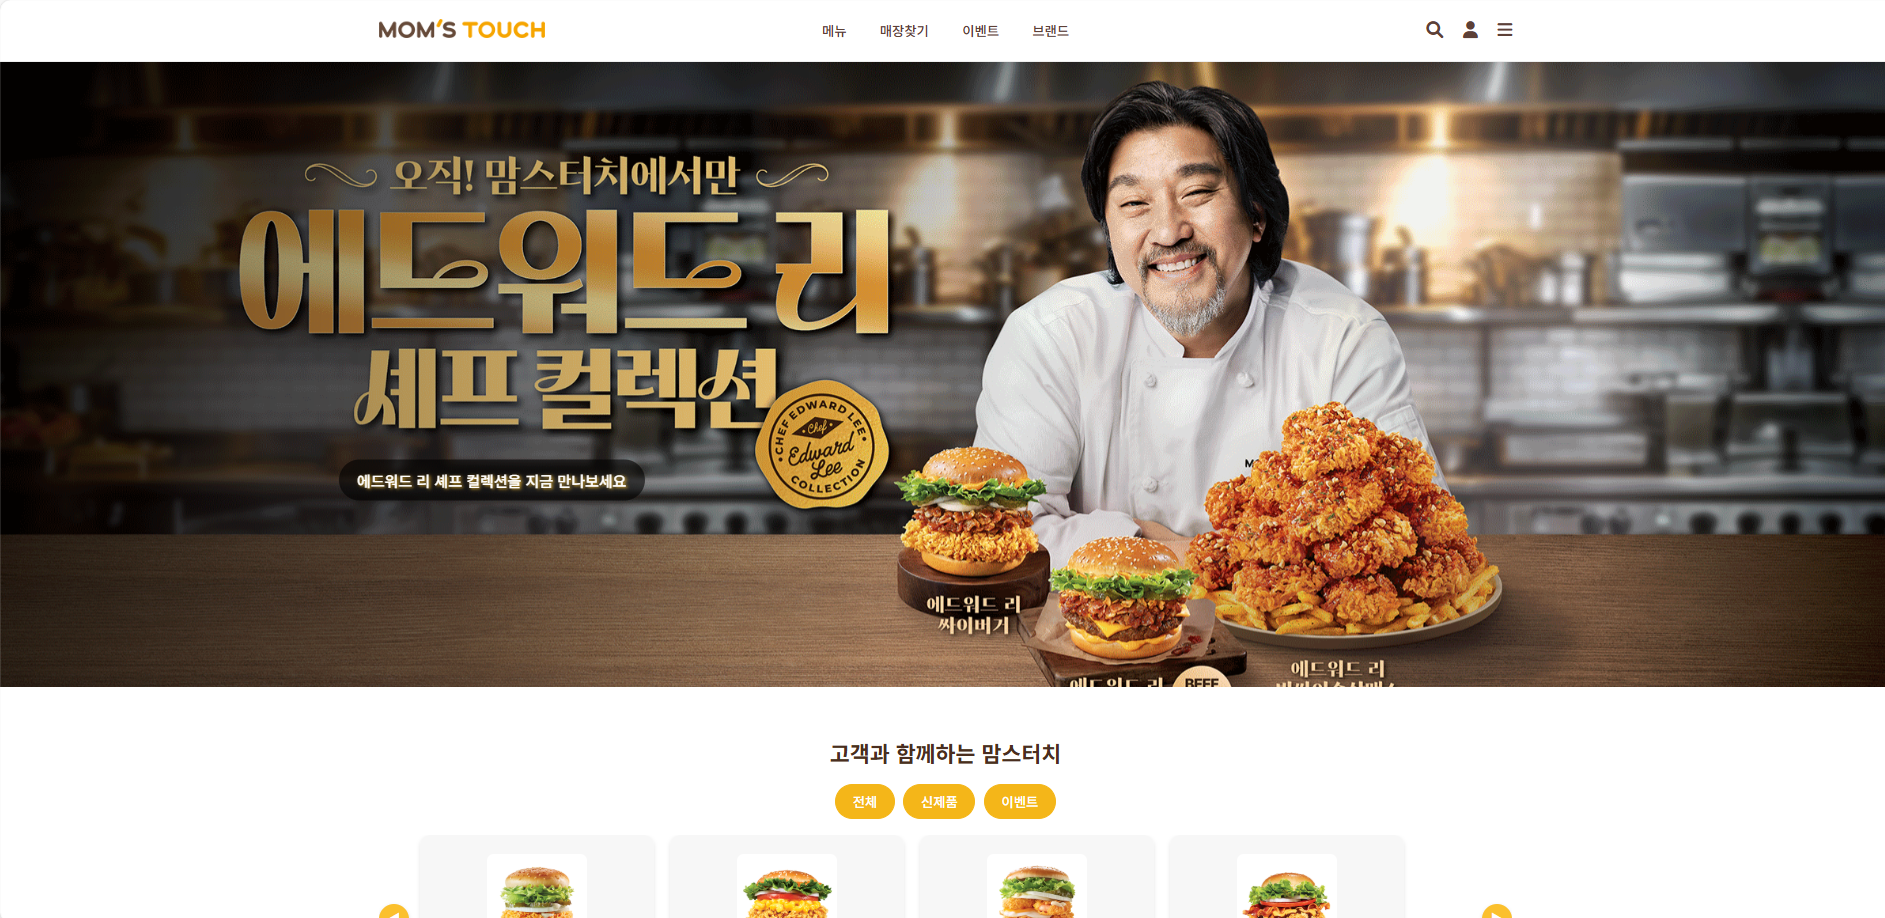 MOM'S TOUCH
메뉴 매장찾기 이벤트 브랜드
오직! 맘스터치에서만
에드워드 리
셰프 컬렉션
CHEF EDWARD LEE
Chef
Edward
Lee
COLLECTION
에드워드 리 셰프 컬렉션을 지금 만나보세요
에드워드 리
싸이버거
에드워드 리
BEEF
에드워드 리
고객과 함께하는 맘스터치
전체 신제품 이벤트